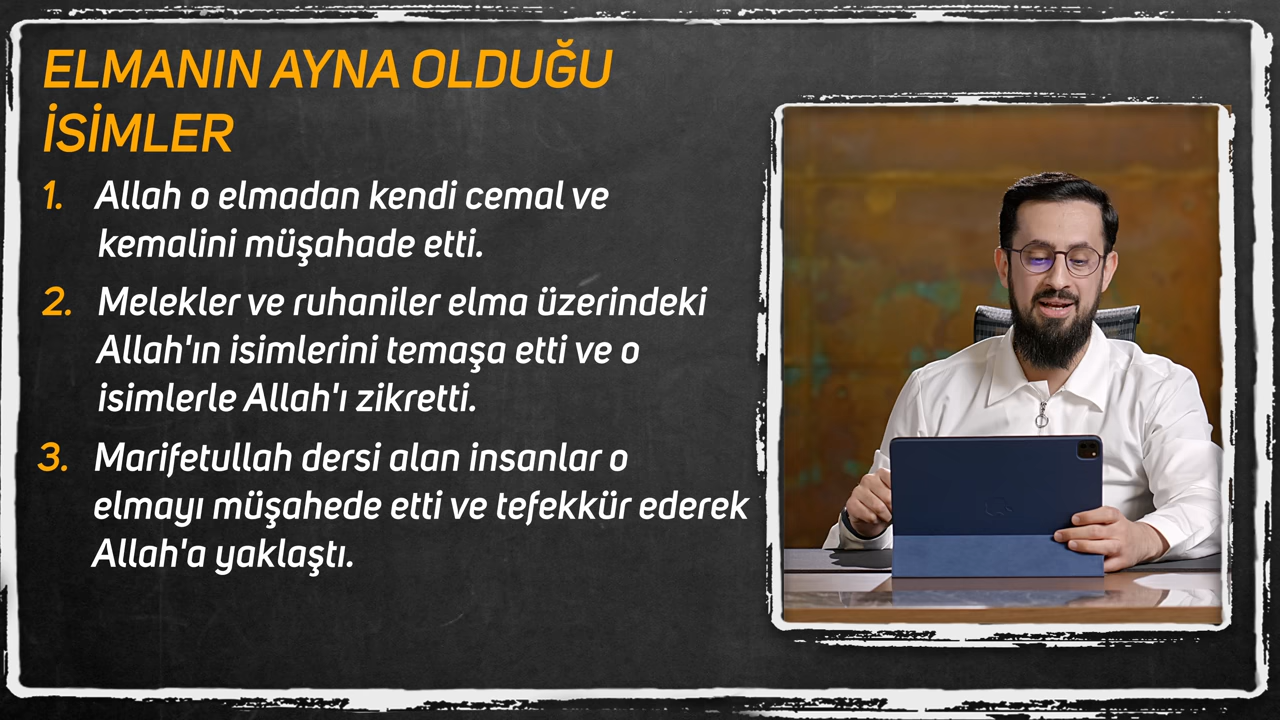 ELMANIN AYNA OLDUĞU
İSİMLER
1. Allah o elmadan kendi cemal ve
kemalini müşahade etti.
2. Melekler ve ruhaniler elma üzerindeki
Allah'ın isimlerini temaşa etti ve o
isimlerle Allah'ı zikretti.
3. Marifetullah dersi alan insanlar o
elmayı müşahede etti ve tefekkür ederek
Allah'a yaklaştı.